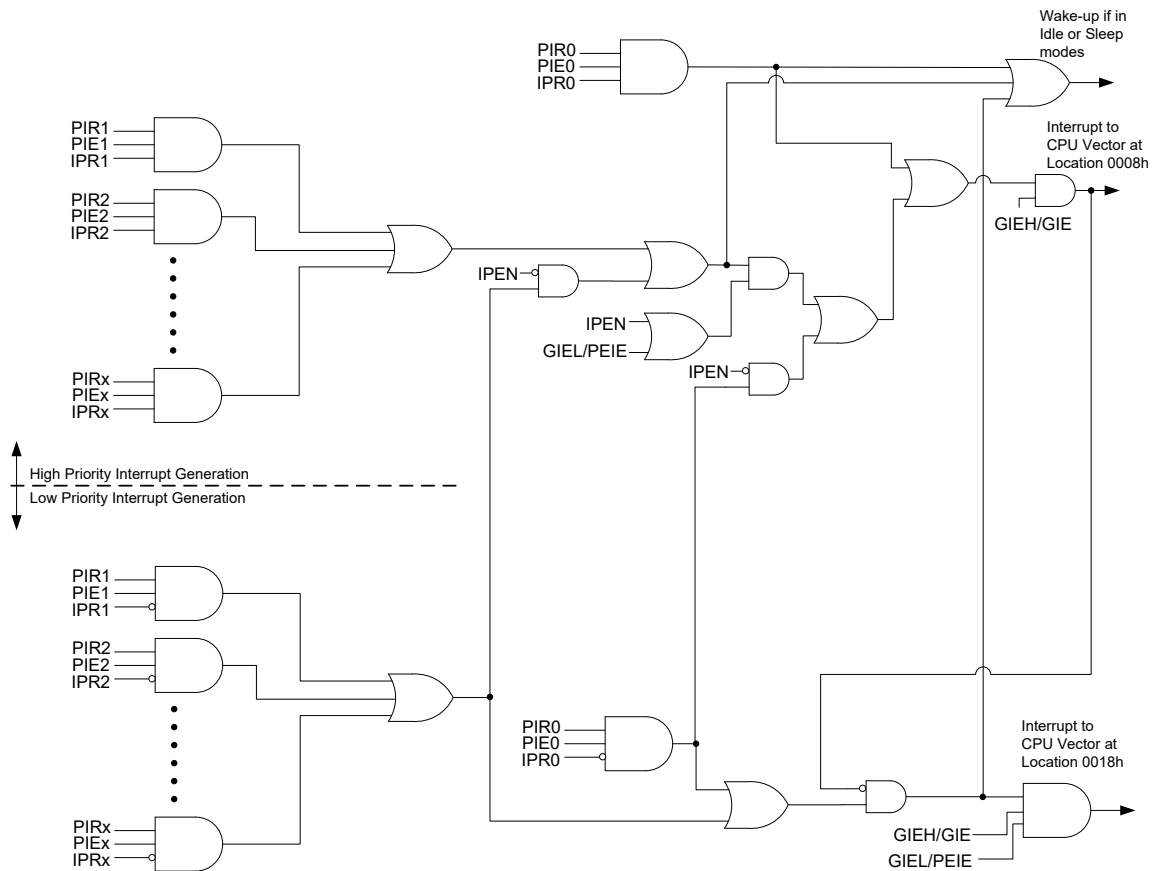 Wake-up if in
Idle or Sleep
modes
PIR0
PIE0
IPR0
PIR1
PIE1
IPR1
Interrupt to
CPU Vector at
Location 0008h
PIR2
PIE2
IPR2
GIEH/GIE
IPEN
IPEN
GIEL/PEIE
IPEN
PIRx
PIEx
IPRx
High Priority Interrupt Generation
Low Priority Interrupt Generation
PIR1
PIE1
IPR1
PIR2
PIE2
IPR2
PIR0
PIE0
IPR0
Interrupt to
CPU Vector at
Location 0018h
PIRx
PIEx
IPRx
GIEH/GIE
GIEL/PEIE